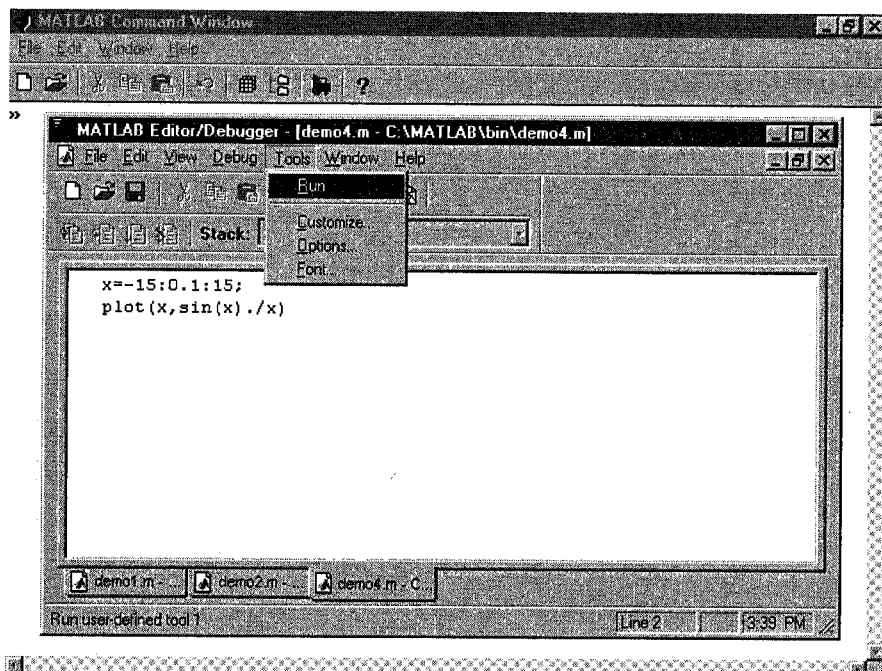 MATLAB Command Window
File Edit Window Help
?
»
MATLAB Editor/Debugger - [demo4.m - C:\MATLAB\bin\demo4.m]
File Edit View Debug Tools Window Help
Run
Customize...
Stack:
Options...
Font...
x=-15:0.1:15;
plot(x,sin(x)./x)
demo1.m - ... demo2.m - ... demo4.m - C...
Run user-defined tool 1 Line 2 3:39 PM